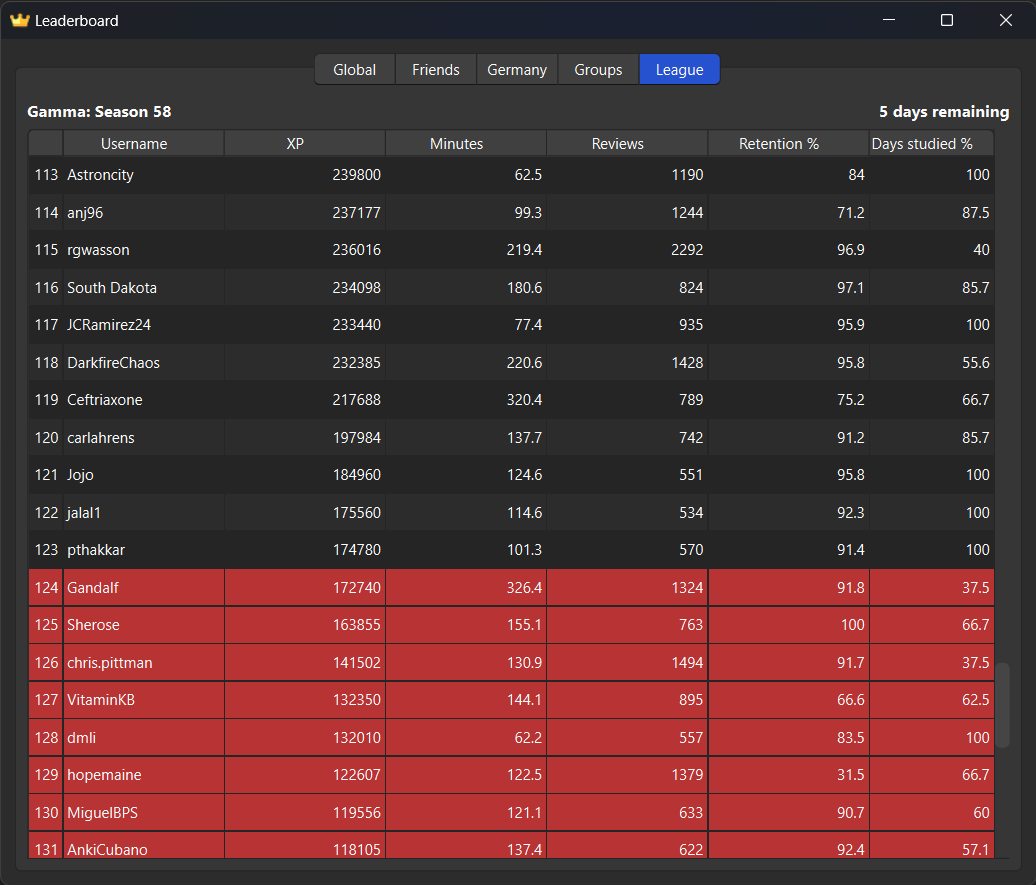 Leaderboard
Global Friends Germany Groups League
Gamma: Season 58 5 days remaining
Username XP Minutes Reviews Retention % Days studied %
113 Astroncity 239800 62.5 1190 84 100
114 anj96 237177 99.3 1244 71.2 87.5
115 rgwasson 236016 219.4 2292 96.9 40
116 South Dakota 234098 180.6 824 97.1 85.7
117 JCRamirez24 233440 77.4 935 95.9 100
118 DarkfireChaos 232385 220.6 1428 95.8 55.6
119 Ceftriaxone 217688 320.4 789 75.2 66.7
120 carlahrens 197984 137.7 742 91.2 85.7
121 Jojo 184960 124.6 551 95.8 100
122 jalal1 175560 114.6 534 92.3 100
123 pthakkar 174780 101.3 570 91.4 100
124 Gandalf 172740 326.4 1324 91.8 37.5
125 Sherose 163855 155.1 763 100 66.7
126 chris.pittman 141502 130.9 1494 91.7 37.5
127 VitaminKB 132350 144.1 895 66.6 62.5
128 dmli 132010 62.2 557 83.5 100
129 hopemaine 122607 122.5 1379 31.5 66.7
130 MiguelBPS 119556 121.1 633 90.7 60
131 AnkiCubano 118105 137.4 622 92.4 57.1